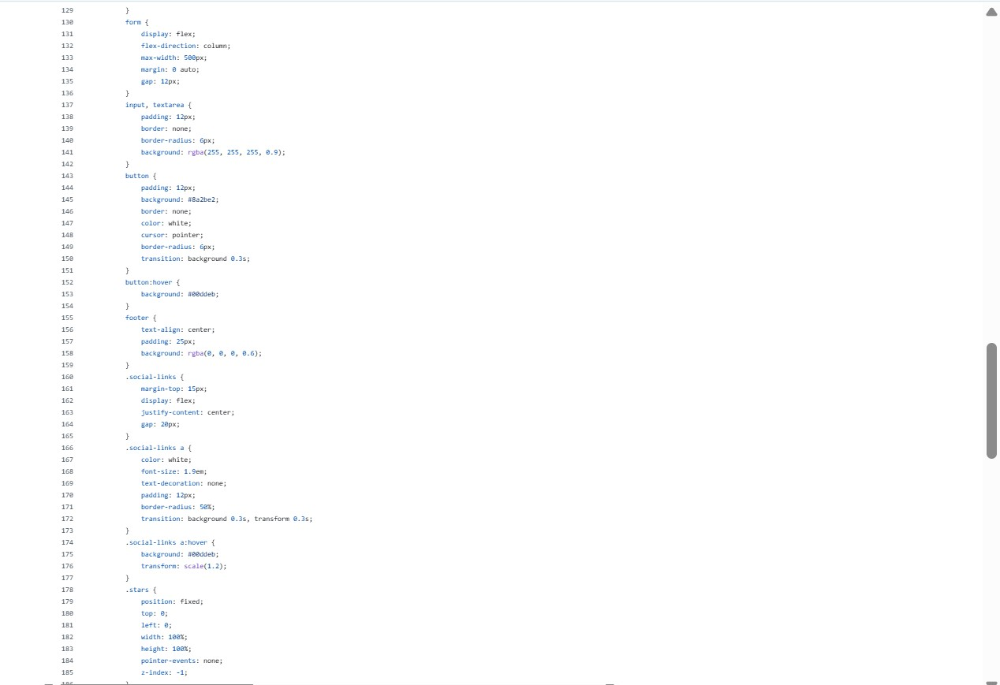 129 }
130 form {
131 display: flex;
132 flex-direction: column;
133 max-width: 500px;
134 margin: 0 auto;
135 gap: 12px;
136 }
137 input, textarea {
138 padding: 12px;
139 border: none;
140 border-radius: 6px;
141 background: rgba(255, 255, 255, 0.9);
142 }
143 button {
144 padding: 12px;
145 background: #8a2be2;
146 border: none;
147 color: white;
148 cursor: pointer;
149 border-radius: 6px;
150 transition: background 0.3s;
151 }
152 button:hover {
153 background: #00ddeb;
154 }
155 footer {
156 text-align: center;
157 padding: 25px;
158 background: rgba(0, 0, 0, 0.6);
159 }
160 .social-links {
161 margin-top: 15px;
162 display: flex;
163 justify-content: center;
164 gap: 20px;
165 }
166 .social-links a {
167 color: white;
168 font-size: 1.9em;
169 text-decoration: none;
170 padding: 12px;
171 border-radius: 50%;
172 transition: background 0.3s, transform 0.3s;
173 }
174 .social-links a:hover {
175 background: #00ddeb;
176 transform: scale(1.2);
177 }
178 .stars {
179 position: fixed;
180 top: 0;
181 left: 0;
182 width: 100%;
183 height: 100%;
184 pointer-events: none;
185 z-index: -1;